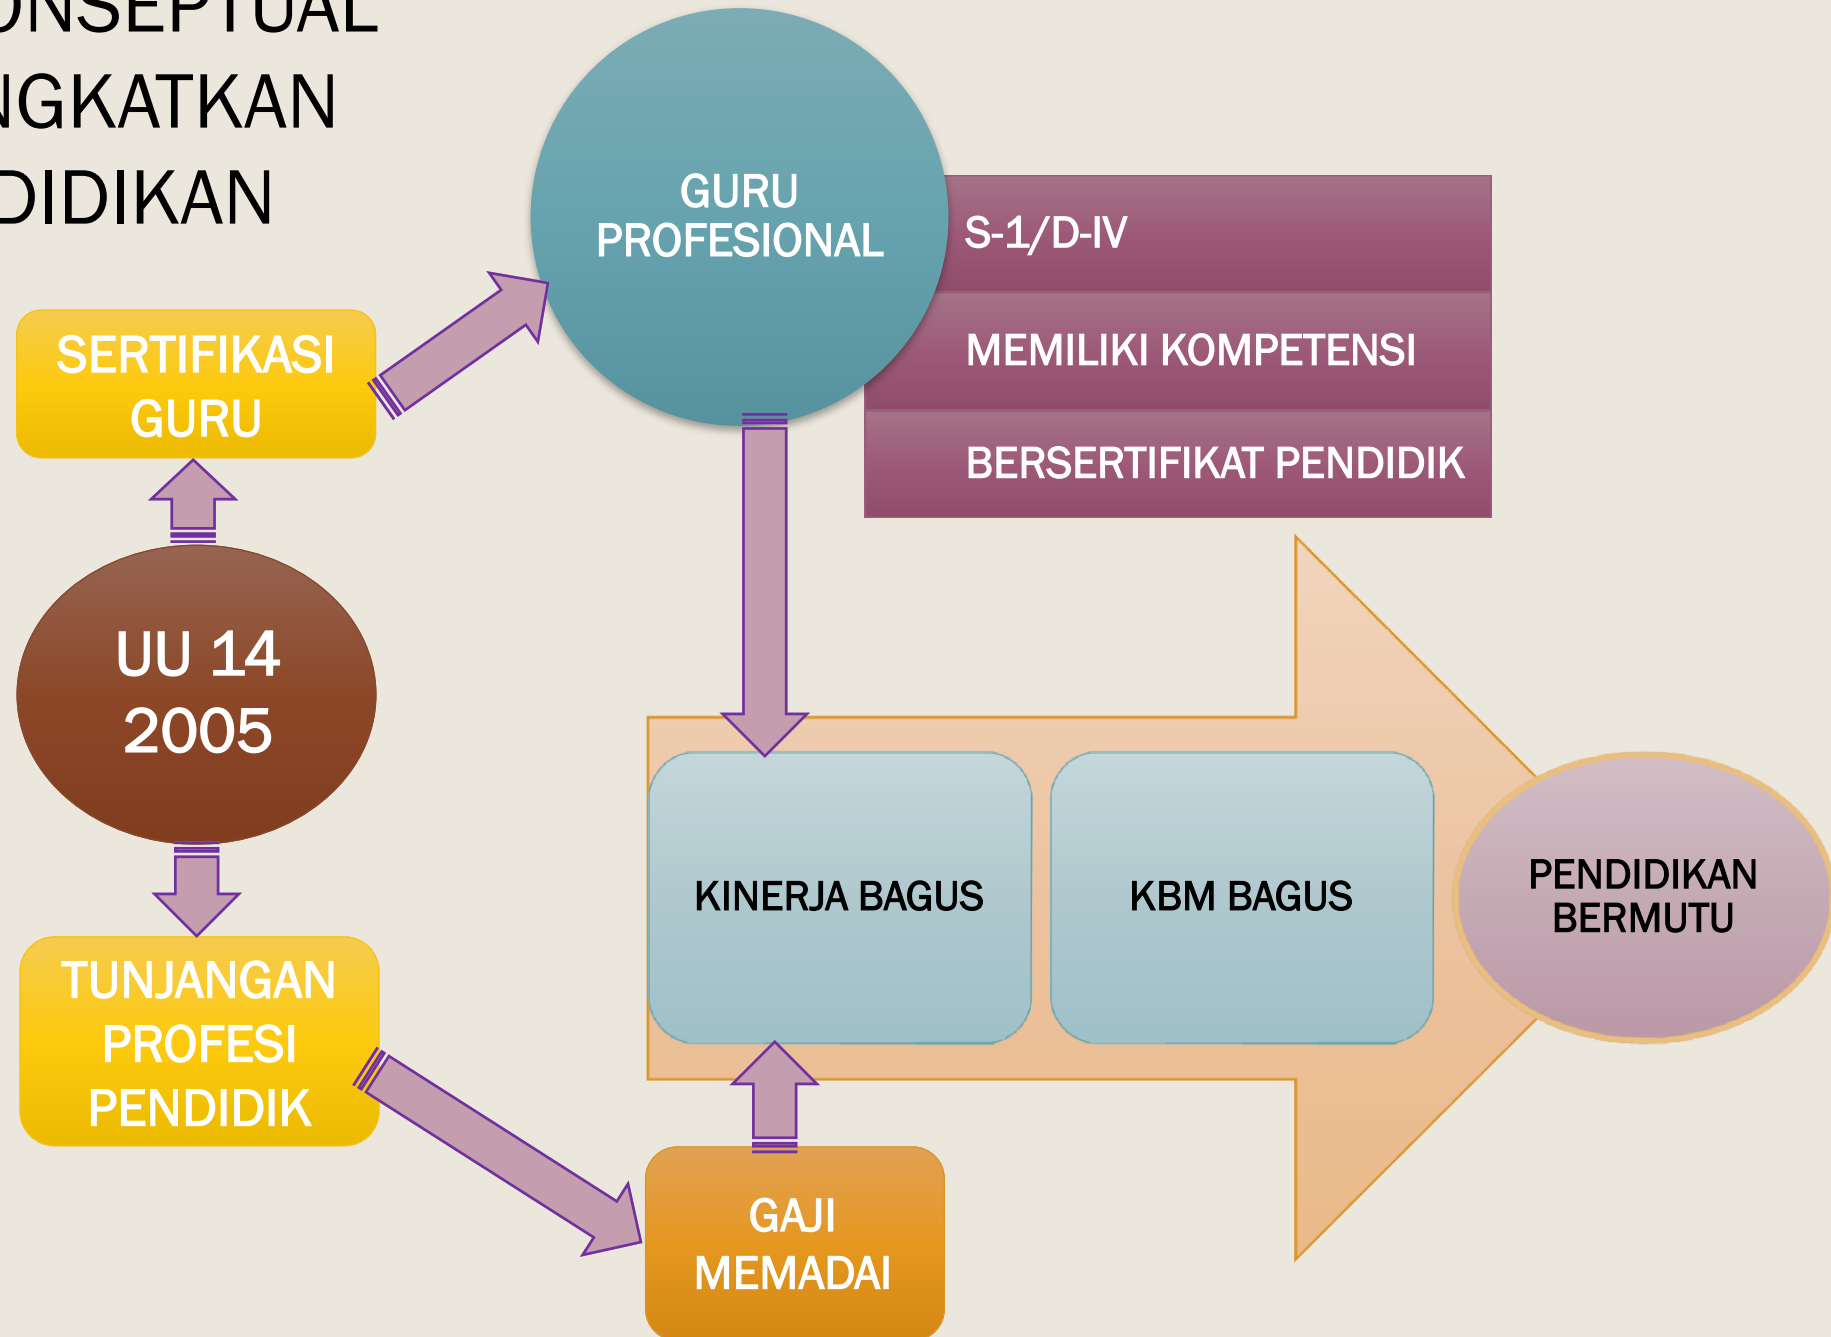 ONSEPTUAL
NGKATKAN
DIDIKAN
GURU
PROFESIONAL
S-1/D-IV
MEMILIKI KOMPETENSI
BERSERTIFIKAT PENDIDIK
SERTIFIKASI
GURU
UU 14
2005
TUNJANGAN
PROFESI
PENDIDIK
KINERJA BAGUS
KBM BAGUS
PENDIDIKAN
BERMUTU
GAJI
MEMADAI